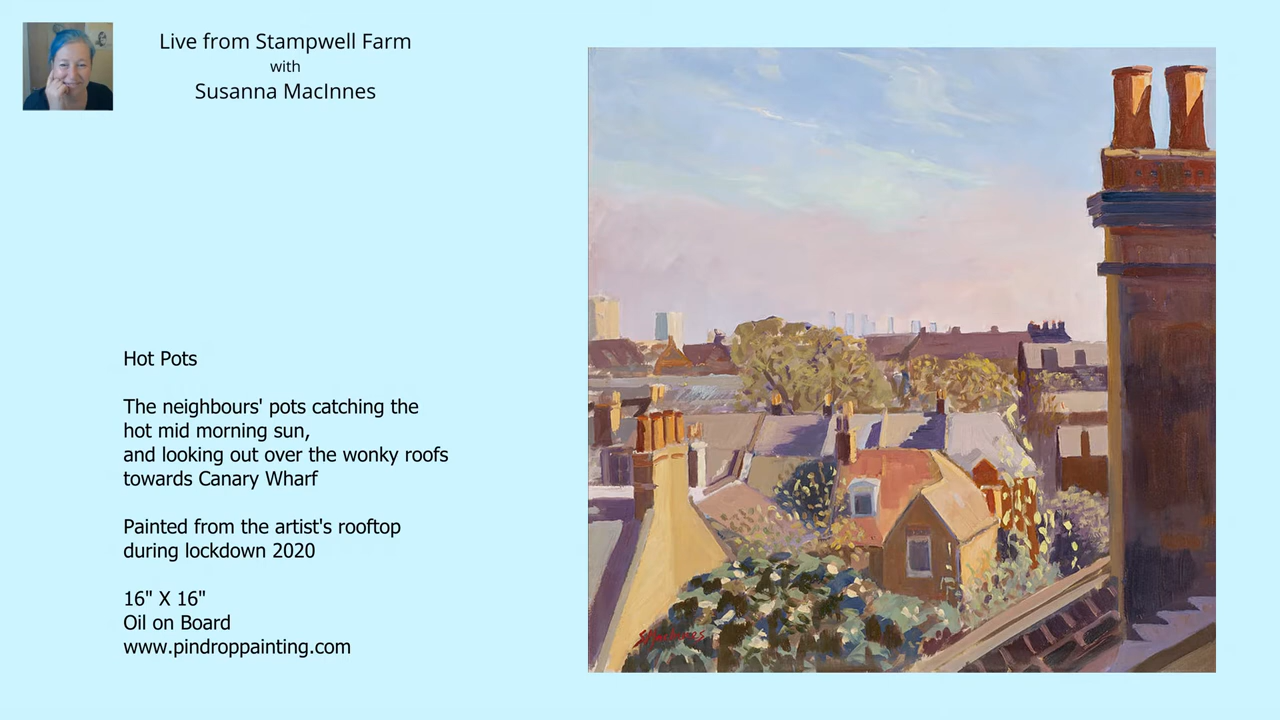 Live from Stampwell Farm
with
Susanna MacInnes
Hot Pots
The neighbours' pots catching the
hot mid morning sun,
and looking out over the wonky roofs
towards Canary Wharf
Painted from the artist's rooftop
during lockdown 2020
16" X 16"
Oil on Board
www.pindroppainting.com
SMacInnes